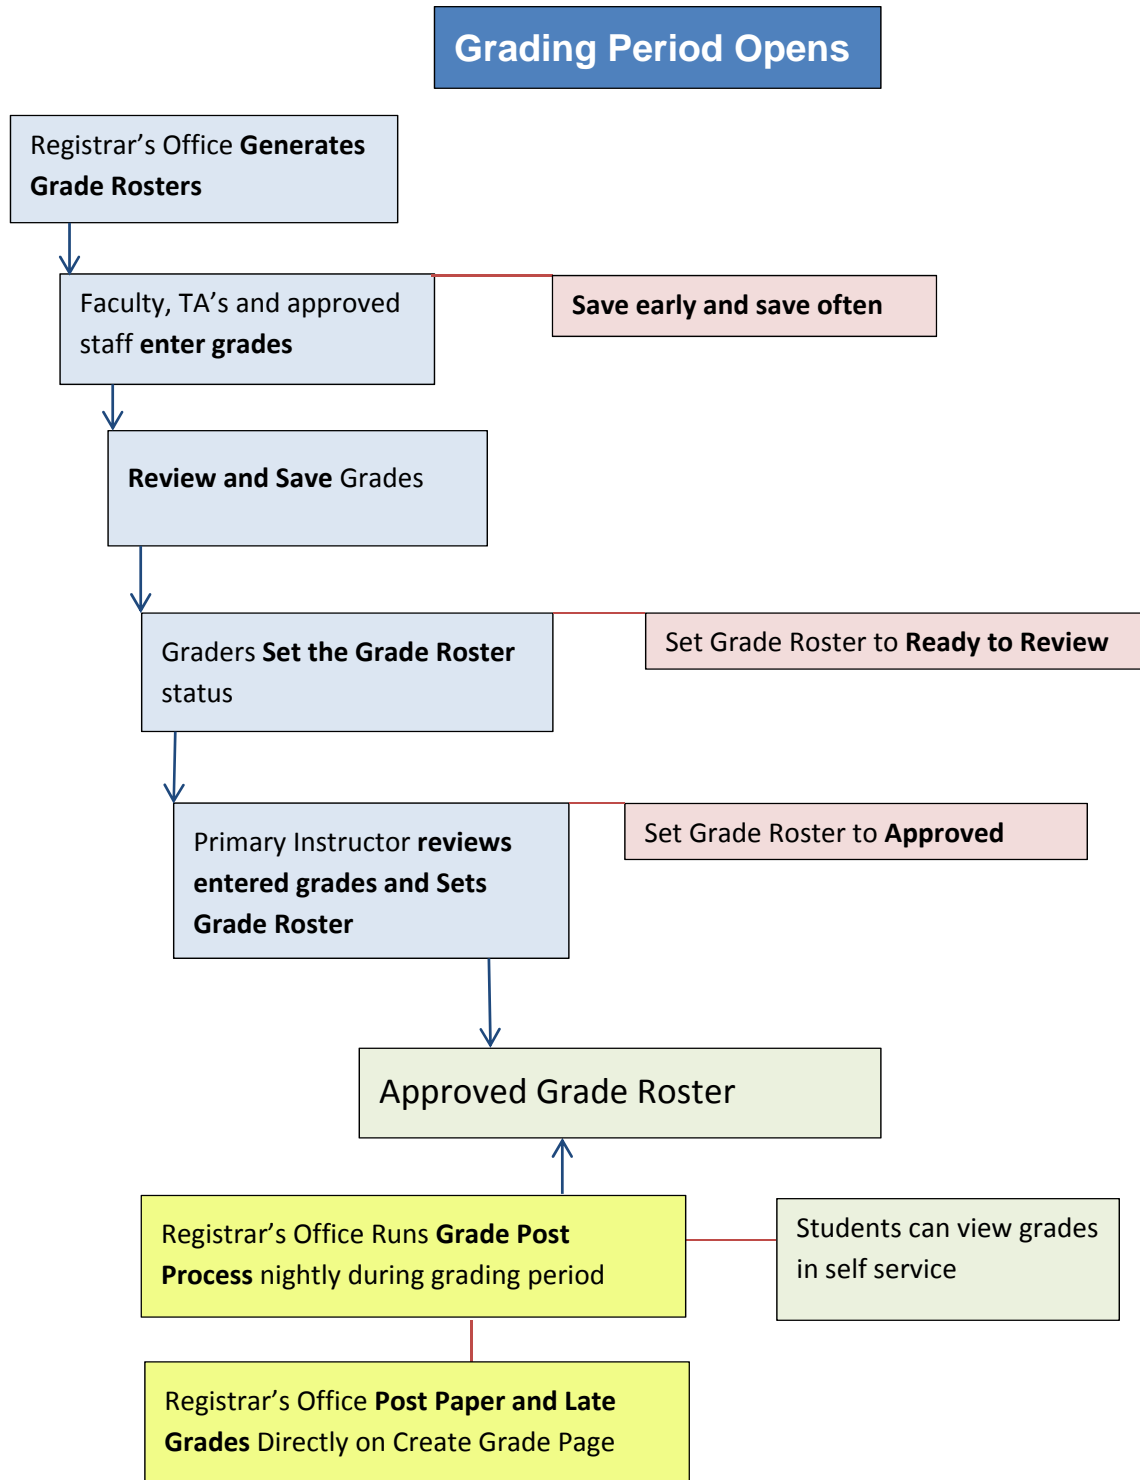 Grading Period Opens
Registrar’s Office Generates
Grade Rosters
Faculty, TA’s and approved
staff enter grades
Save early and save often
Review and Save Grades
Graders Set the Grade Roster
status
Set Grade Roster to Ready to Review
Primary Instructor reviews
entered grades and Sets
Grade Roster
Set Grade Roster to Approved
Approved Grade Roster
Registrar’s Office Runs Grade Post
Process nightly during grading period
Students can view grades
in self service
Registrar’s Office Post Paper and Late
Grades Directly on Create Grade Page